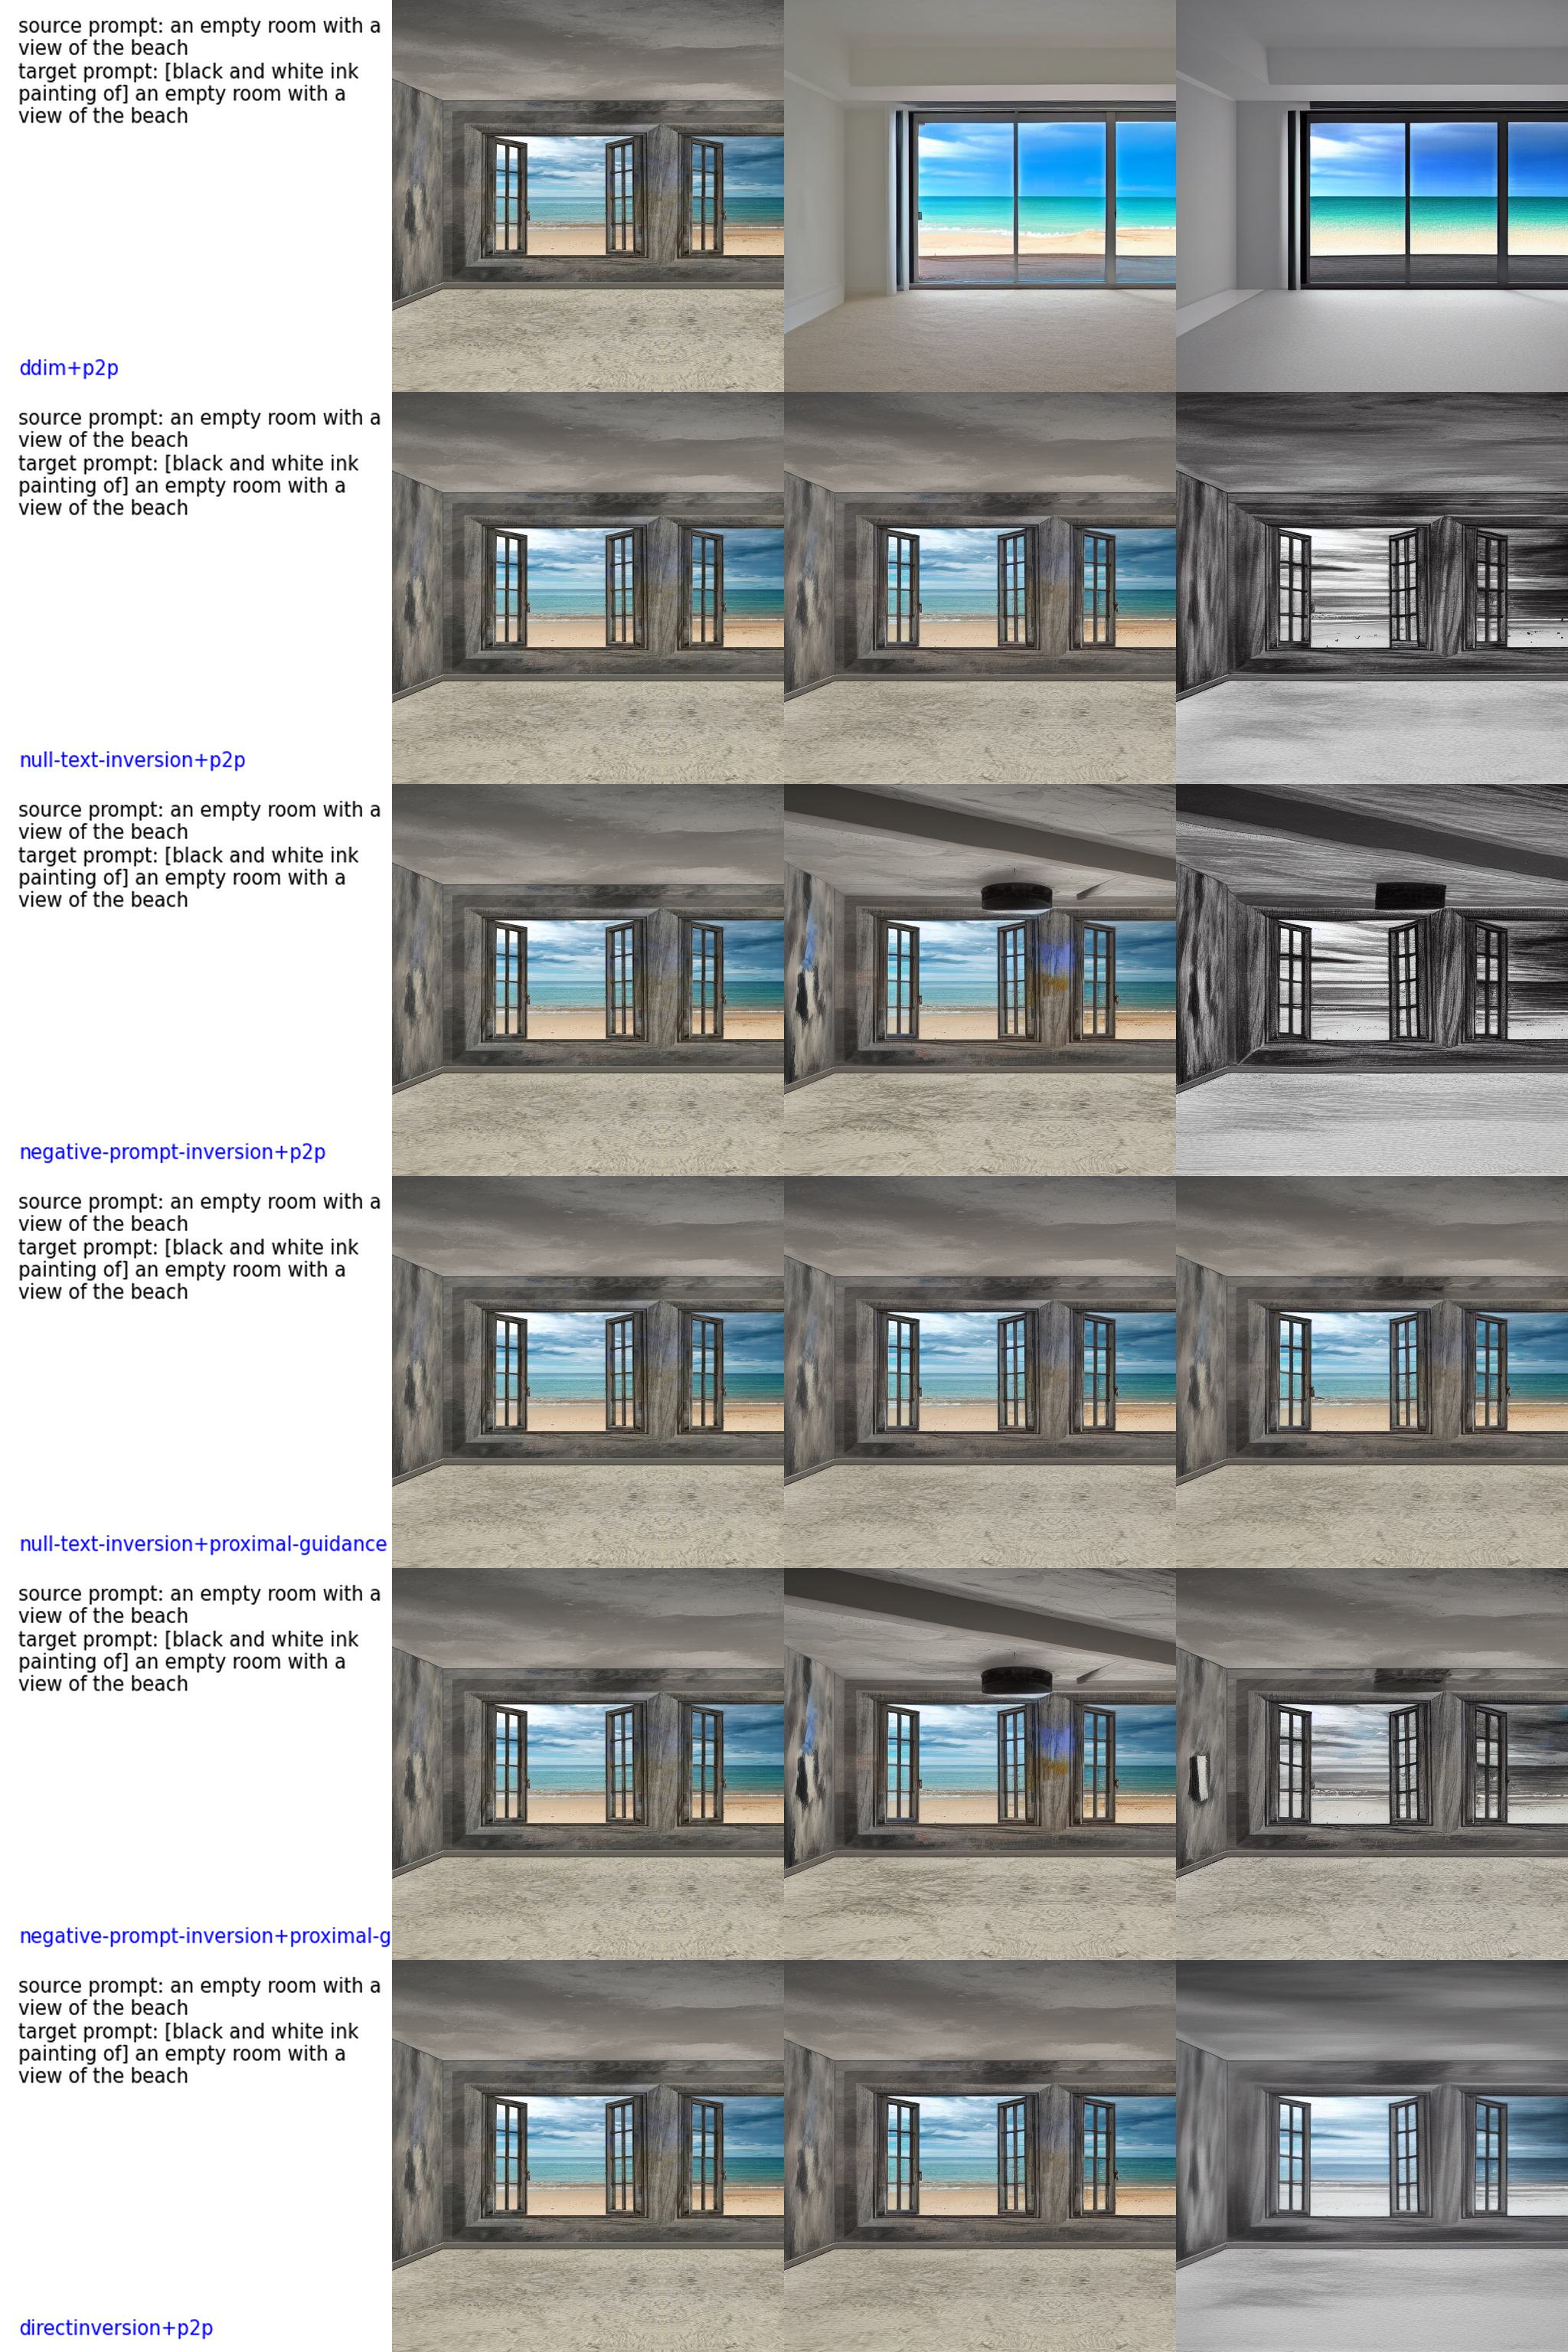 source prompt: an empty room with a
view of the beach
target prompt: [black and white ink
painting of] an empty room with a
view of the beach
ddim+p2p
source prompt: an empty room with a
view of the beach
target prompt: [black and white ink
painting of] an empty room with a
view of the beach
null-text-inversion+p2p
source prompt: an empty room with a
view of the beach
target prompt: [black and white ink
painting of] an empty room with a
view of the beach
negative-prompt-inversion+p2p
source prompt: an empty room with a
view of the beach
target prompt: [black and white ink
painting of] an empty room with a
view of the beach
null-text-inversion+proximal-guidance
source prompt: an empty room with a
view of the beach
target prompt: [black and white ink
painting of] an empty room with a
view of the beach
negative-prompt-inversion+proximal-g
source prompt: an empty room with a
view of the beach
target prompt: [black and white ink
painting of] an empty room with a
view of the beach
directinversion+p2p